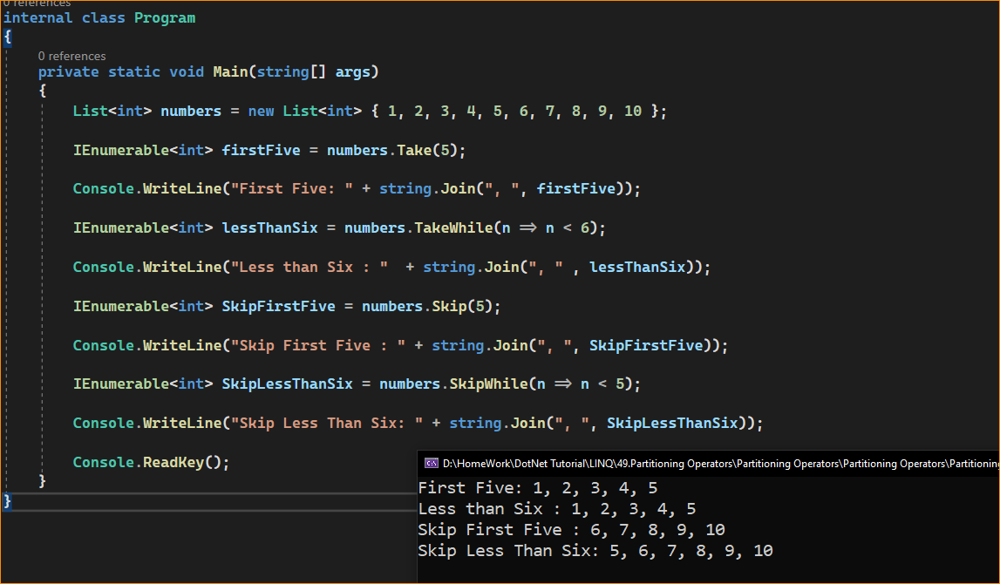 0 references
internal class Program
{
0 references
private static void Main(string[] args)
{
List<int> numbers = new List<int> { 1, 2, 3, 4, 5, 6, 7, 8, 9, 10 };
IEnumerable<int> firstFive = numbers.Take(5);
Console.WriteLine("First Five: " + string.Join(", ", firstFive));
IEnumerable<int> lessThanSix = numbers.TakeWhile(n => n < 6);
Console.WriteLine("Less than Six : "  + string.Join(", " , lessThanSix));
IEnumerable<int> SkipFirstFive = numbers.Skip(5);
Console.WriteLine("Skip First Five : " + string.Join(", ", SkipFirstFive));
IEnumerable<int> SkipLessThanSix = numbers.SkipWhile(n => n < 5);
Console.WriteLine("Skip Less Than Six: " + string.Join(", ", SkipLessThanSix));
Console.ReadKey();
}
}
C:\ D:\HomeWork\DotNet Tutorial\LINQ\49.Partitioning Operators\Partitioning Operators\Partitioning Operators\Partitioning
First Five: 1, 2, 3, 4, 5
Less than Six : 1, 2, 3, 4, 5
Skip First Five : 6, 7, 8, 9, 10
Skip Less Than Six: 5, 6, 7, 8, 9, 10